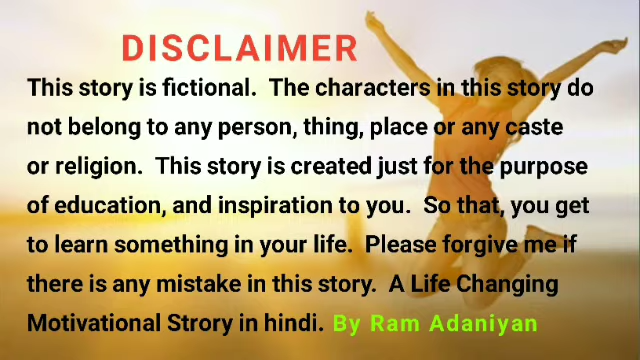 DISCLAIMER
This story is fictional. The characters in this story do
not belong to any person, thing, place or any caste
or religion. This story is created just for the purpose
of education, and inspiration to you. So that, you get
to learn something in your life. Please forgive me if
there is any mistake in this story. A Life Changing
Motivational Strory in hindi. By Ram Adaniyan